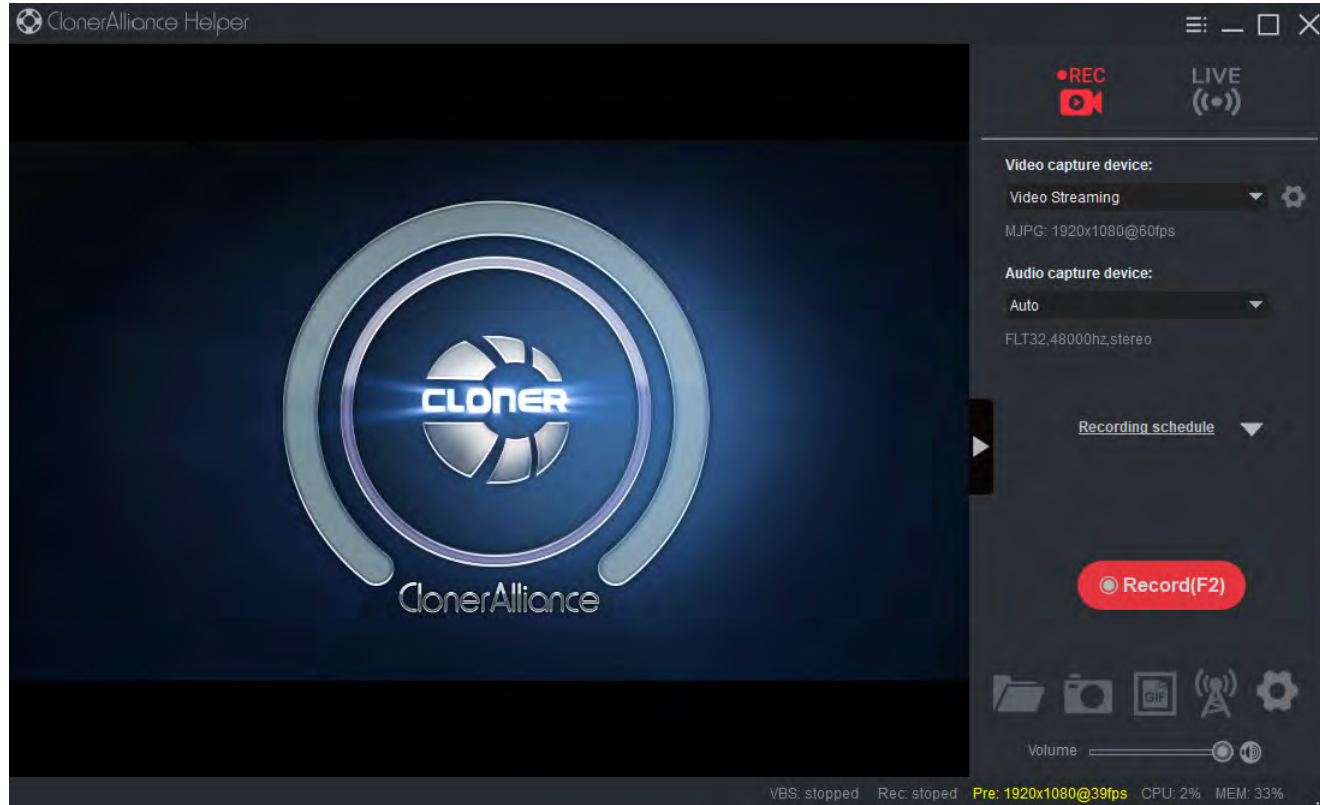 ClonerAlliance Helper
REC
LIVE
Video capture device:
Video Streaming
MJPG: 1920x1080@60fps
Audio capture device:
Auto
FLT32,48000hz,stereo
CLONER
ClonerAlliance
Recording schedule
Record(F2)
GIF
Volume
VBS: stopped Rec: stoped Pre: 1920x1080@39fps CPU: 2% MEM: 33%